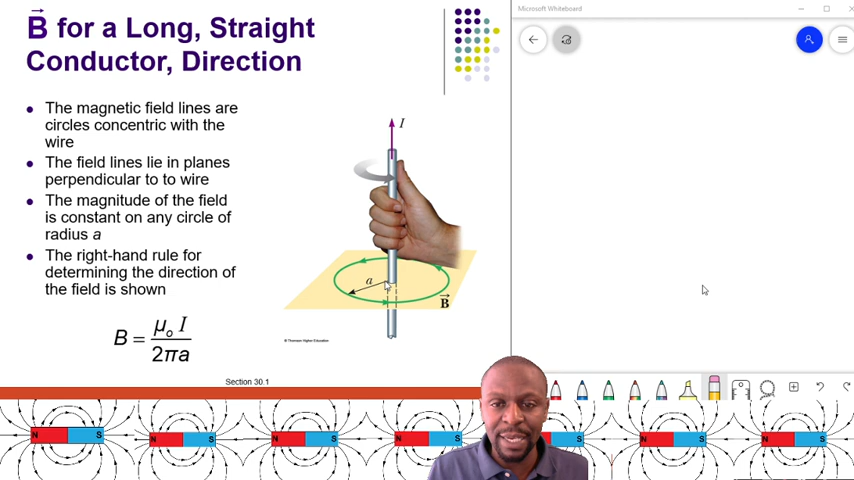 B for a Long, Straight
Conductor, Direction
Microsoft Whiteboard
• The magnetic field lines are
circles concentric with the
wire
• The field lines lie in planes
perpendicular to to wire
• The magnitude of the field
is constant on any circle of
radius a
• The right-hand rule for
determining the direction of
the field is shown
I
a
B
© Thomson Higher Education
B = μo I / 2πa
Section 30.1
N S N S N S N S S N S N S